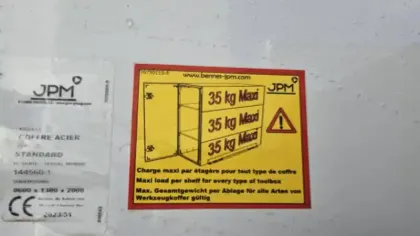 JPM
COFFRE ACIER
STANDARD
144560/1
0600 x 1300 x 2000
CE
www.berner-jpm.com
JPM
35 kg Maxi
35 kg Maxi
35 kg Maxi
Charge maxi par étagère pour tout type de coffre
Maxi load per shelf for every type of toolbox
Max. Gesamtgewicht per Ablage für alle Arten von
Werkzeugkoffer gültig